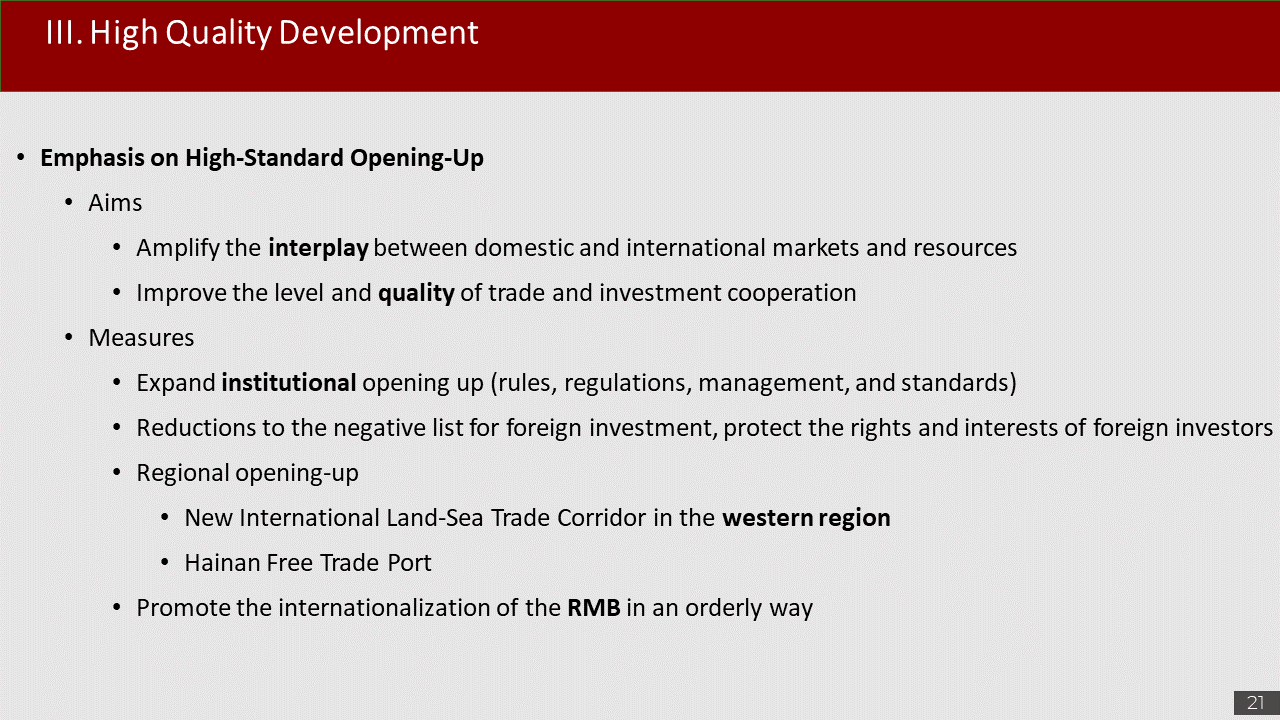 III. High Quality Development
• Emphasis on High-Standard Opening-Up
• Aims
• Amplify the interplay between domestic and international markets and resources
• Improve the level and quality of trade and investment cooperation
• Measures
• Expand institutional opening up (rules, regulations, management, and standards)
• Reductions to the negative list for foreign investment, protect the rights and interests of foreign investors
• Regional opening-up
• New International Land-Sea Trade Corridor in the western region
• Hainan Free Trade Port
• Promote the internationalization of the RMB in an orderly way
21